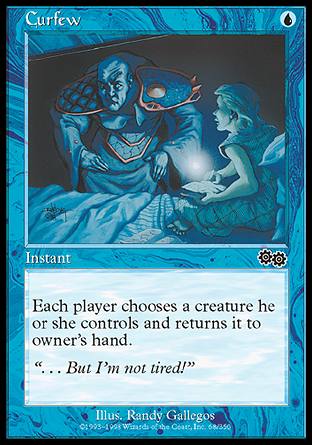 Curfew
Instant
Each player chooses a creature he
or she controls and returns it to
owner's hand.
“. . . But I'm not tired!”
Illus. Randy Gallegos
©1993–1998 Wizards of the Coast, Inc. 68/350